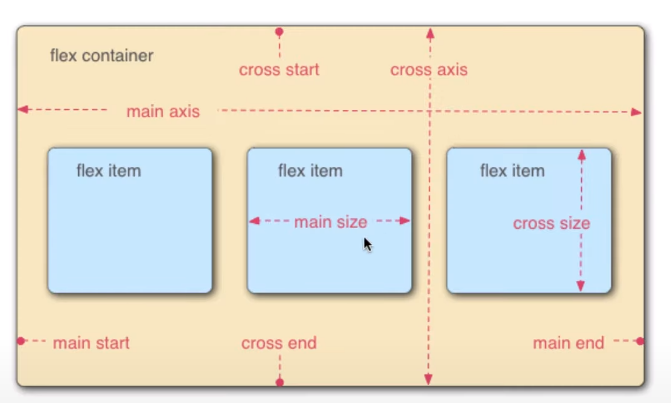 flex container
cross start
cross axis
main axis
flex item
flex item
flex item
main size
cross size
main start
cross end
main end